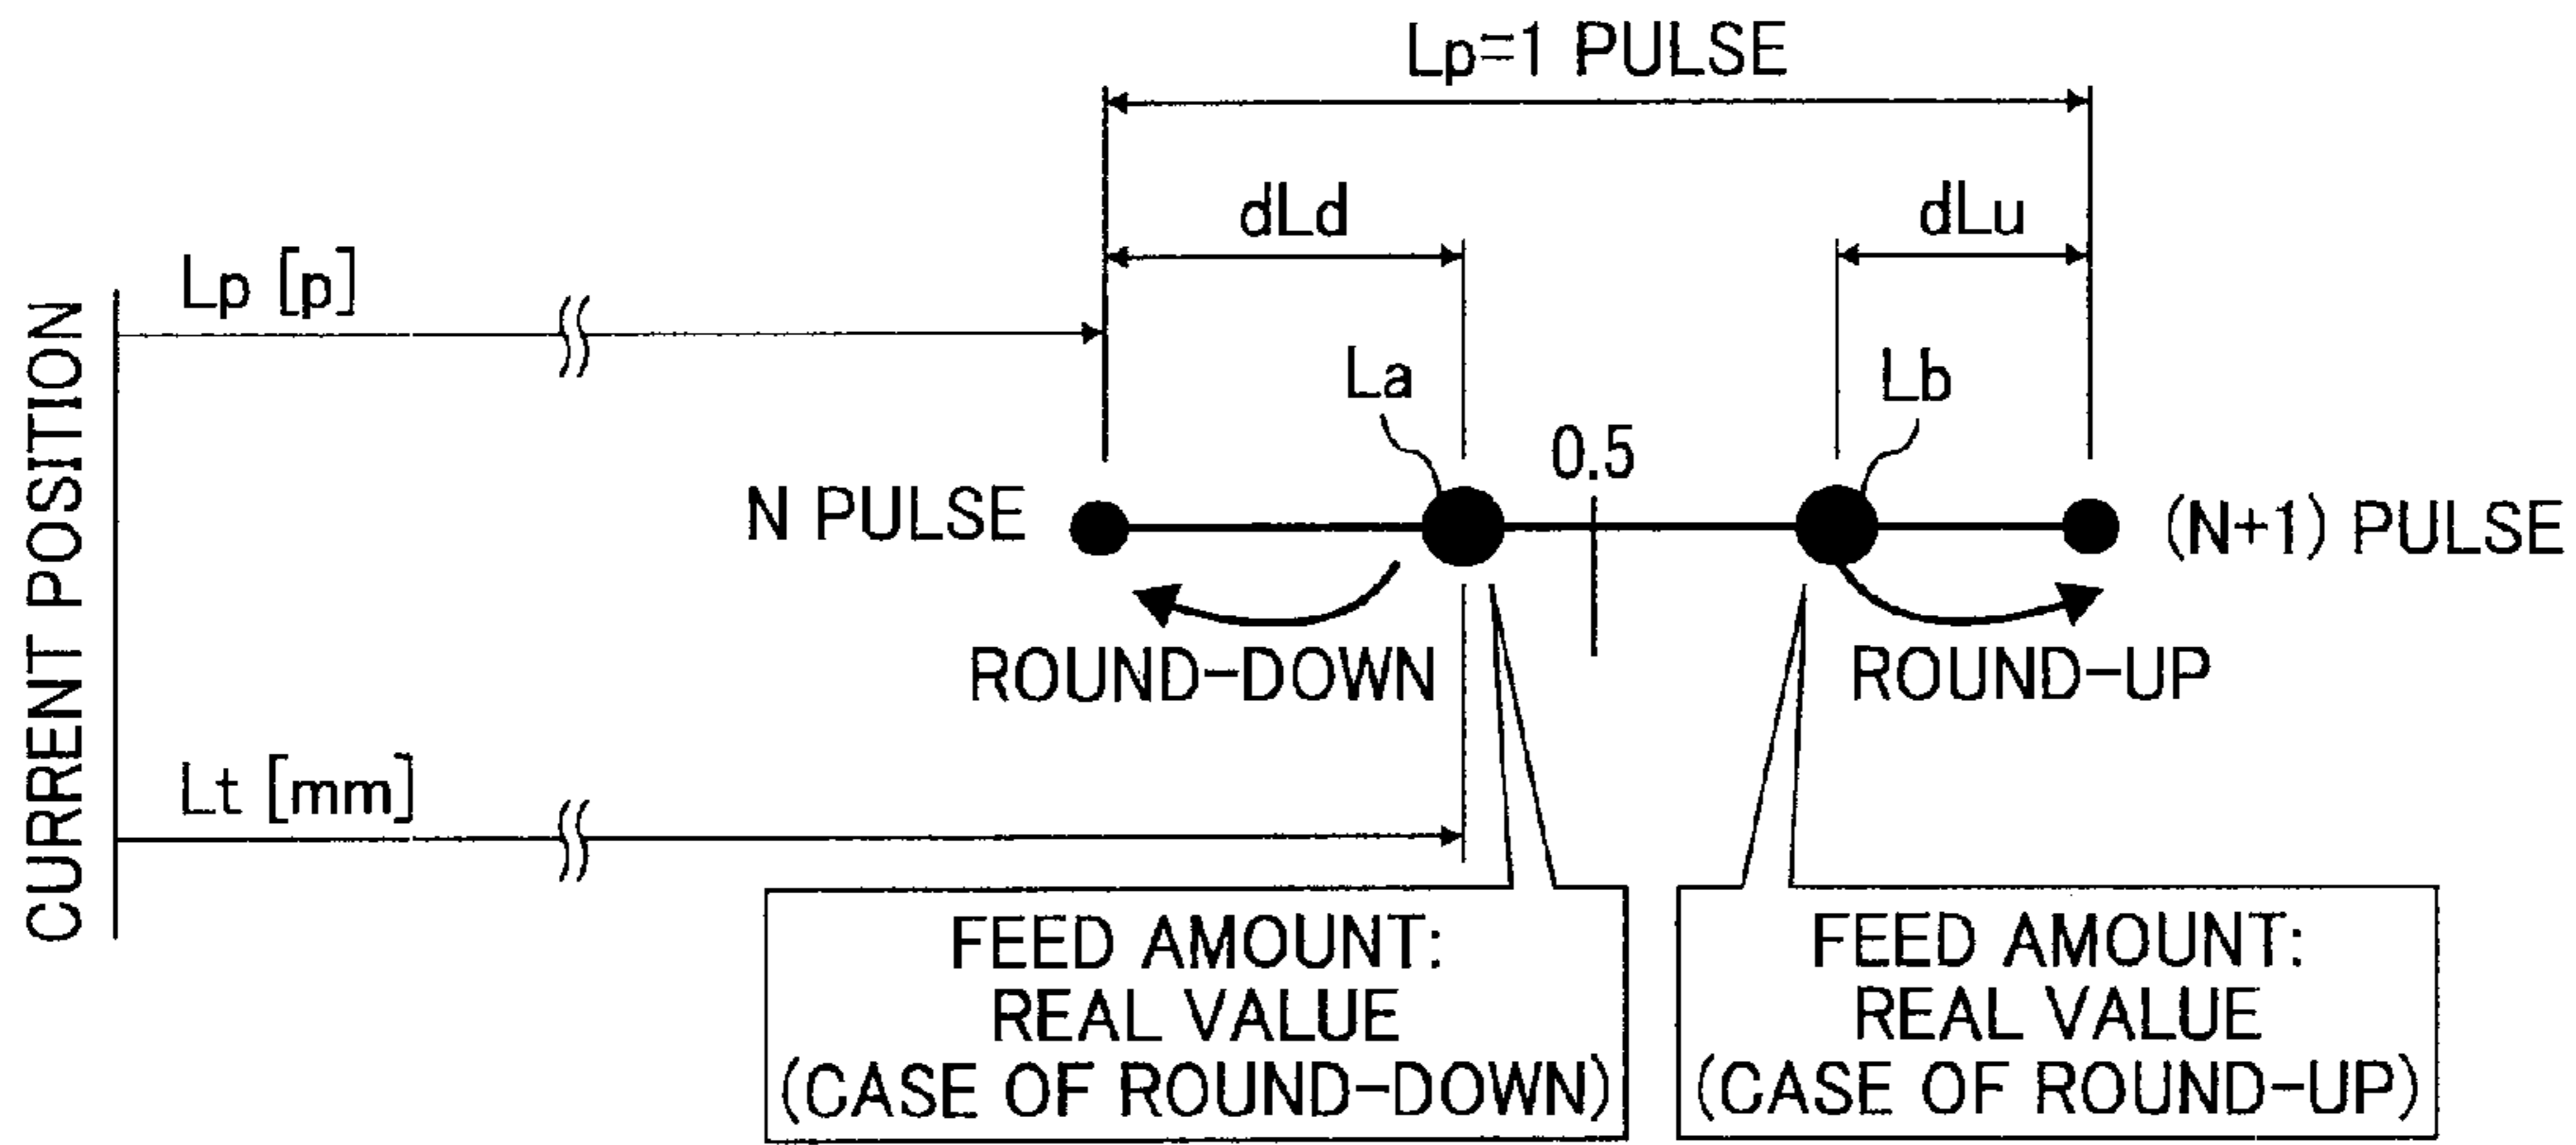 Lp=1 PULSE
dLd
dLu
Lp [p]
La
Lb
0.5
N PULSE
(N+1) PULSE
ROUND-DOWN
ROUND-UP
CURRENT POSITION
Lt [mm]
FEED AMOUNT:
REAL VALUE
(CASE OF ROUND-DOWN)
FEED AMOUNT:
REAL VALUE
(CASE OF ROUND-UP)